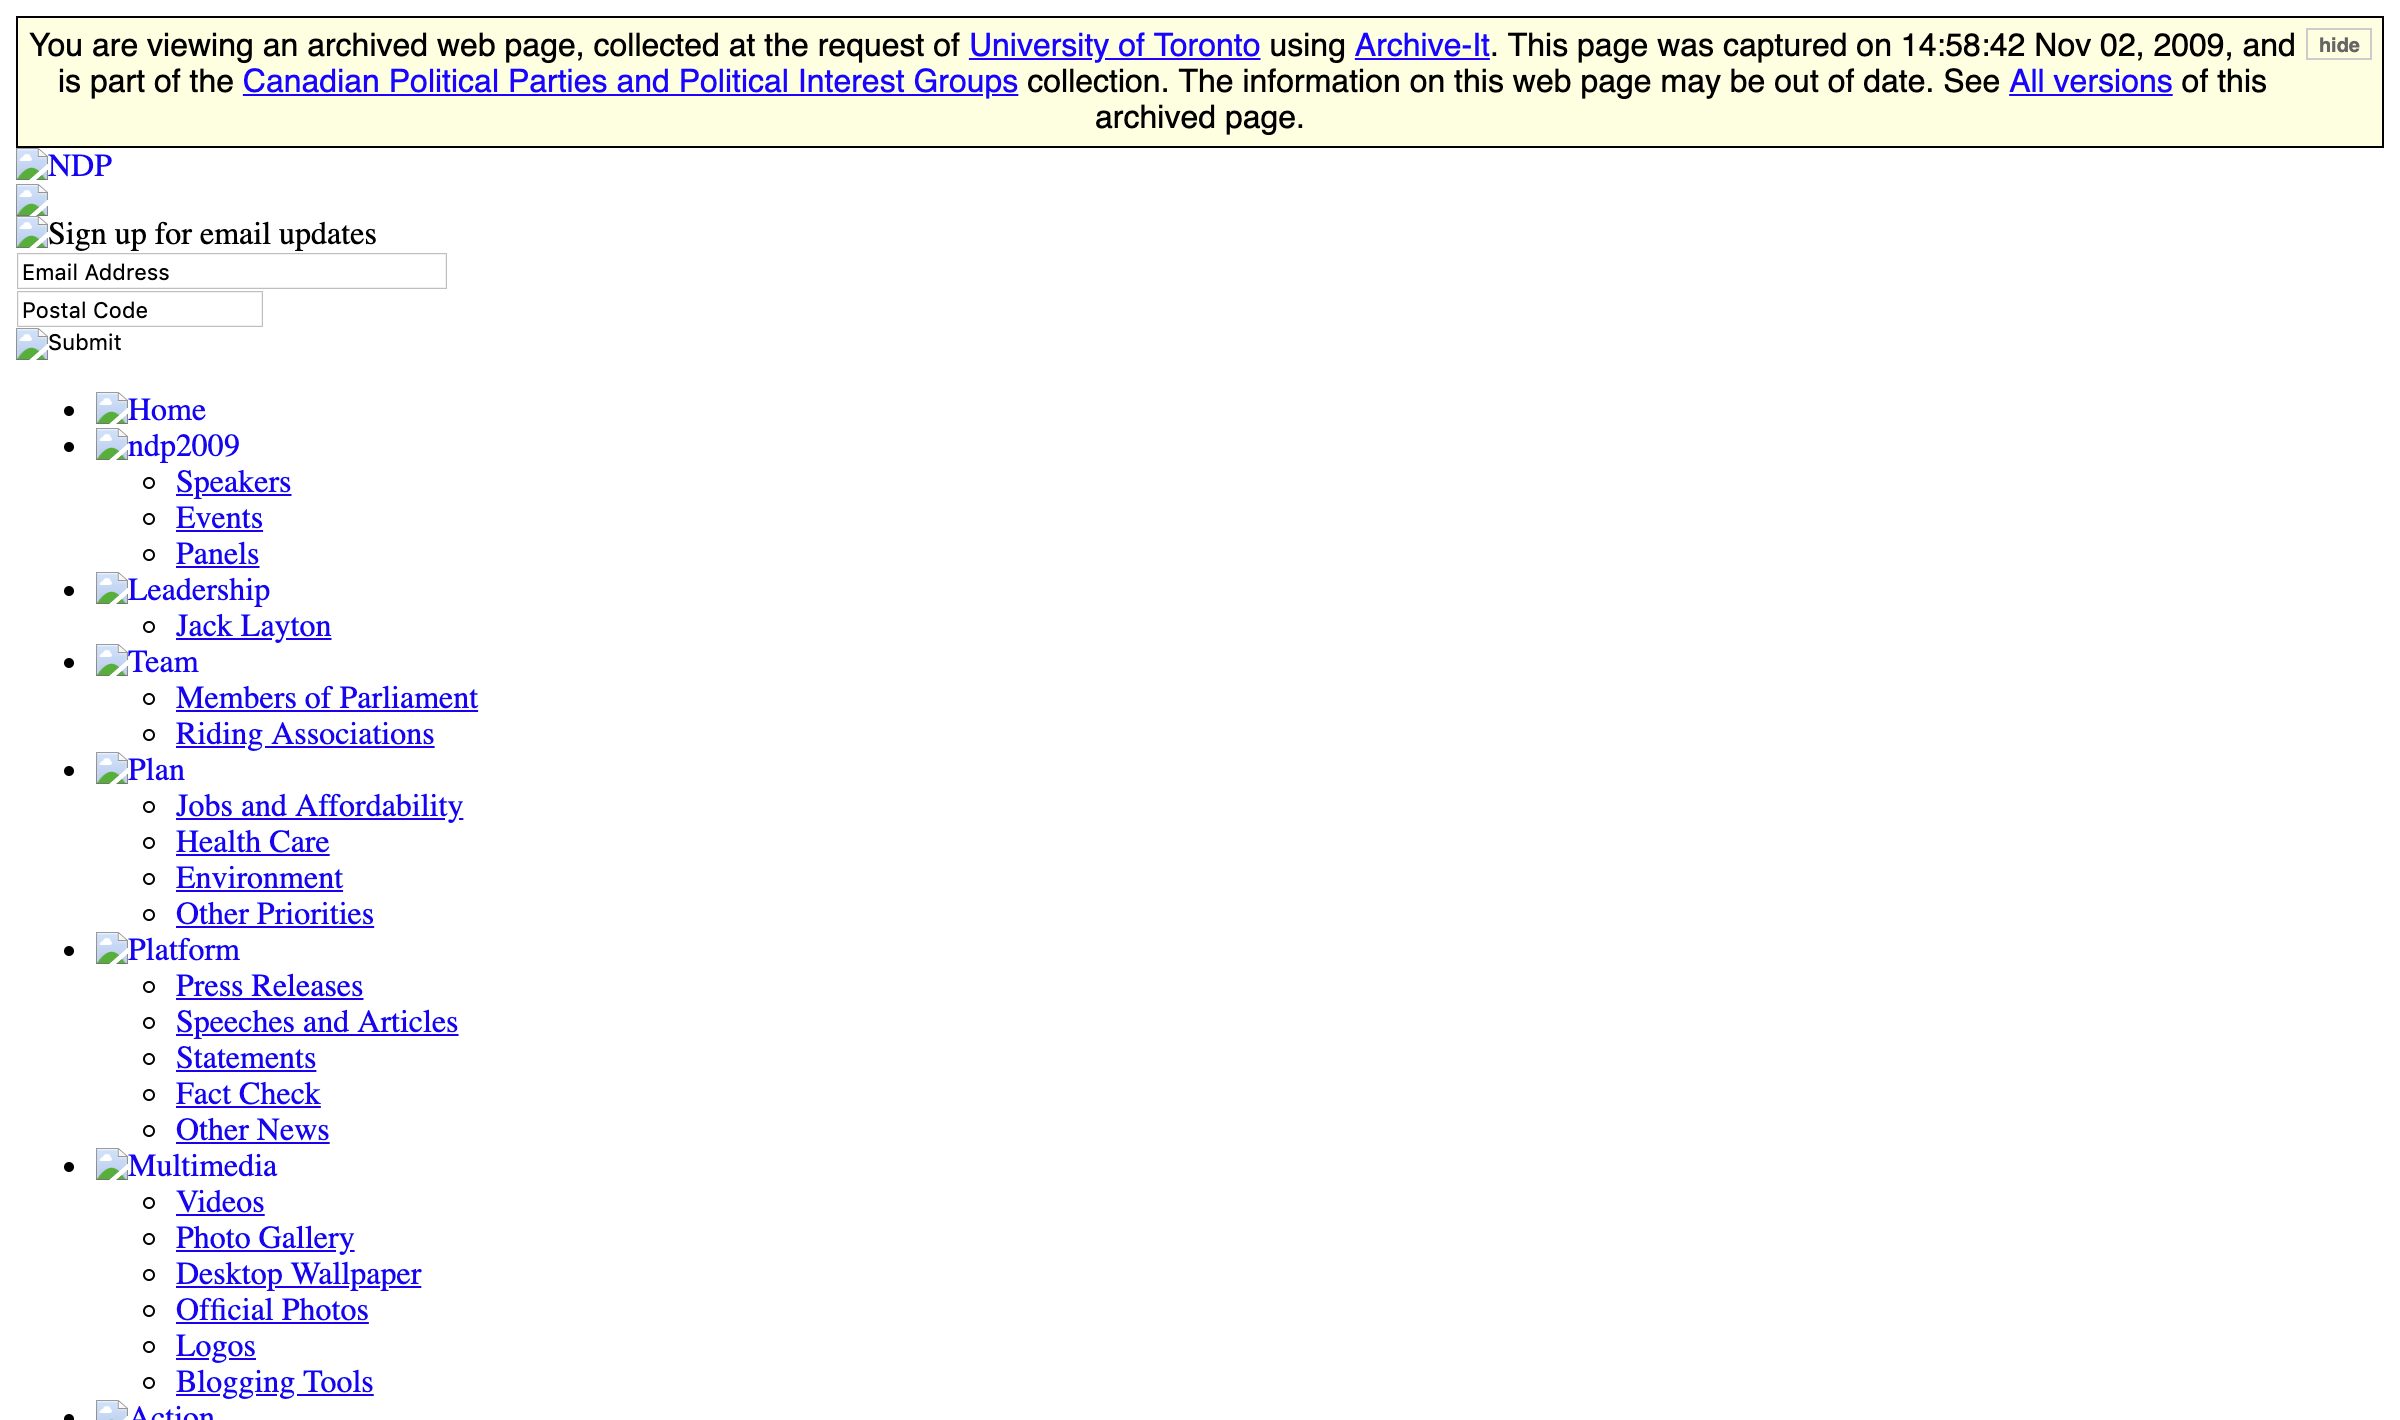 You are viewing an archived web page, collected at the request of University of Toronto using Archive-It. This page was captured on 14:58:42 Nov 02, 2009, and hide
is part of the Canadian Political Parties and Political Interest Groups collection. The information on this web page may be out of date. See All versions of this
archived page.
NDP
Sign up for email updates
Email Address
Postal Code
Submit
Home
ndp2009
Speakers
Events
Panels
Leadership
Jack Layton
Team
Members of Parliament
Riding Associations
Plan
Jobs and Affordability
Health Care
Environment
Other Priorities
Platform
Press Releases
Speeches and Articles
Statements
Fact Check
Other News
Multimedia
Videos
Photo Gallery
Desktop Wallpaper
Official Photos
Logos
Blogging Tools
Action